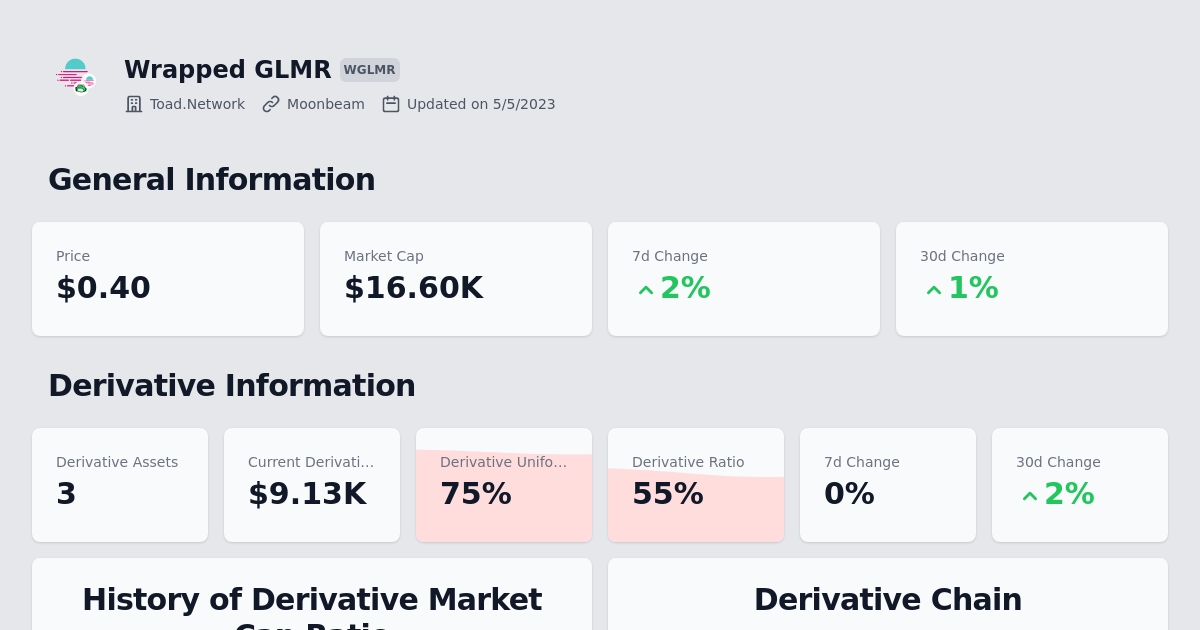 Wrapped GLMR WGLMR
Toad.Network Moonbeam Updated on 5/5/2023
General Information
Price
$0.40
Market Cap
$16.60K
7d Change
2%
30d Change
1%
Derivative Information
Derivative Assets
3
Current Derivati...
$9.13K
Derivative Unifo...
75%
Derivative Ratio
55%
7d Change
0%
30d Change
2%
History of Derivative Market
Cap Ratio
Derivative Chain